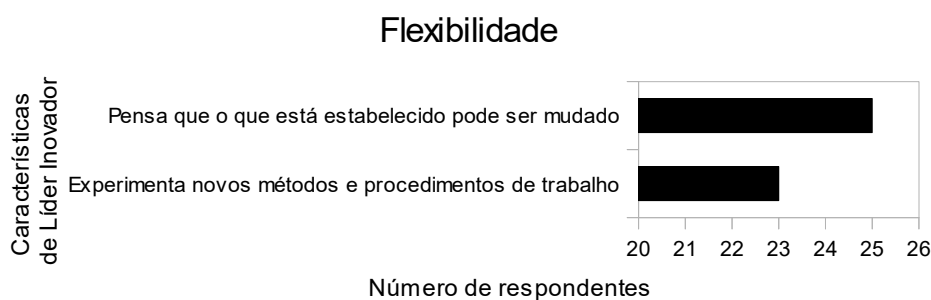 Flexibilidade
Características
de Líder Inovador
Pensa que o que está estabelecido pode ser mudado
Experimenta novos métodos e procedimentos de trabalho
20 21 22 23 24 25 26
Número de respondentes